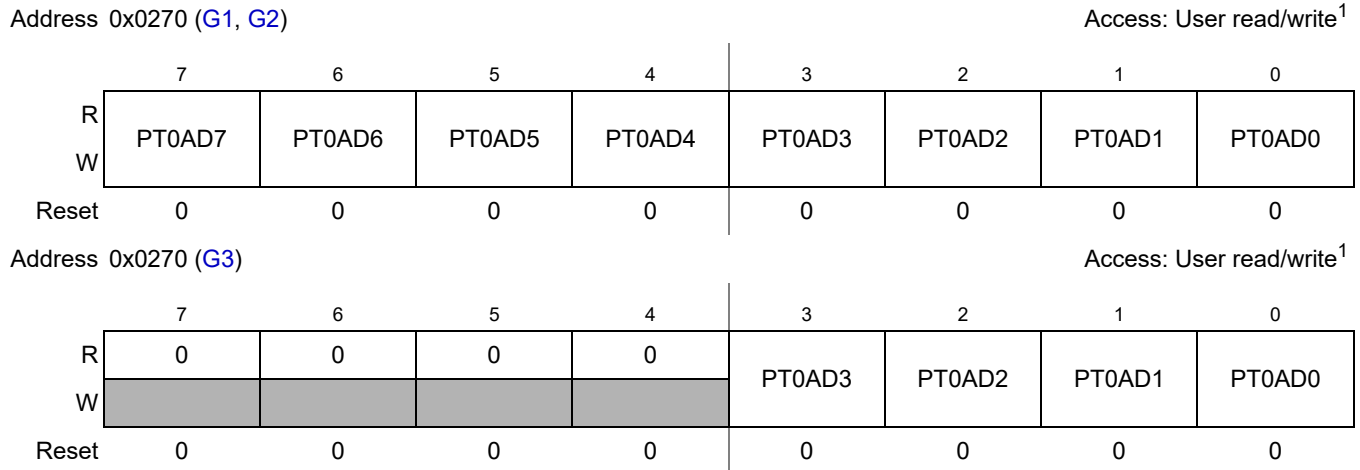 Address 0x0270 (G1, G2) Access: User read/write1
7 6 5 4 3 2 1 0
R
PT0AD7 PT0AD6 PT0AD5 PT0AD4 PT0AD3 PT0AD2 PT0AD1 PT0AD0
W
Reset 0 0 0 0 0 0 0 0
Address 0x0270 (G3) Access: User read/write1
7 6 5 4 3 2 1 0
R 0 0 0 0
PT0AD3 PT0AD2 PT0AD1 PT0AD0
W
Reset 0 0 0 0 0 0 0 0